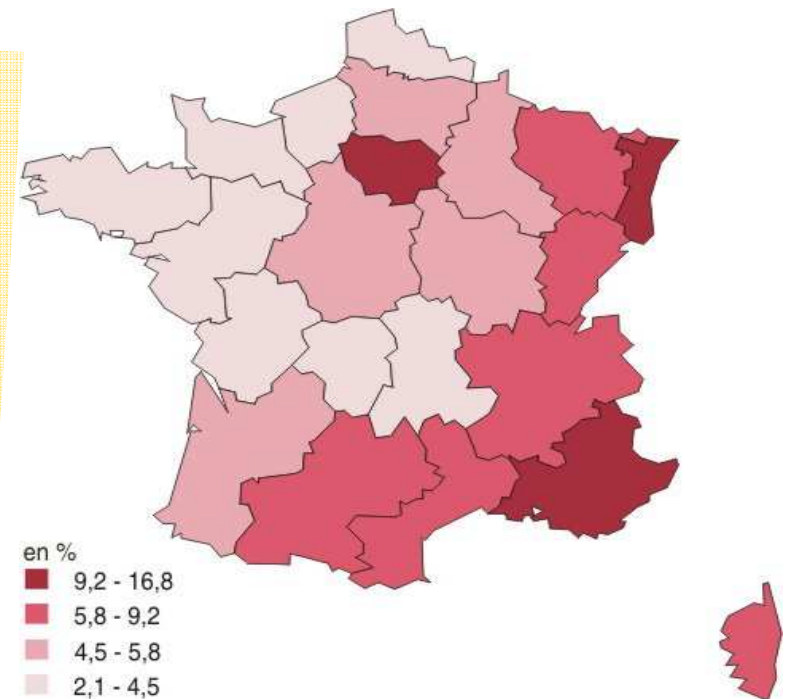 en %
9,2 - 16,8
5,8 - 9,2
4,5 - 5,8
2,1 - 4,5